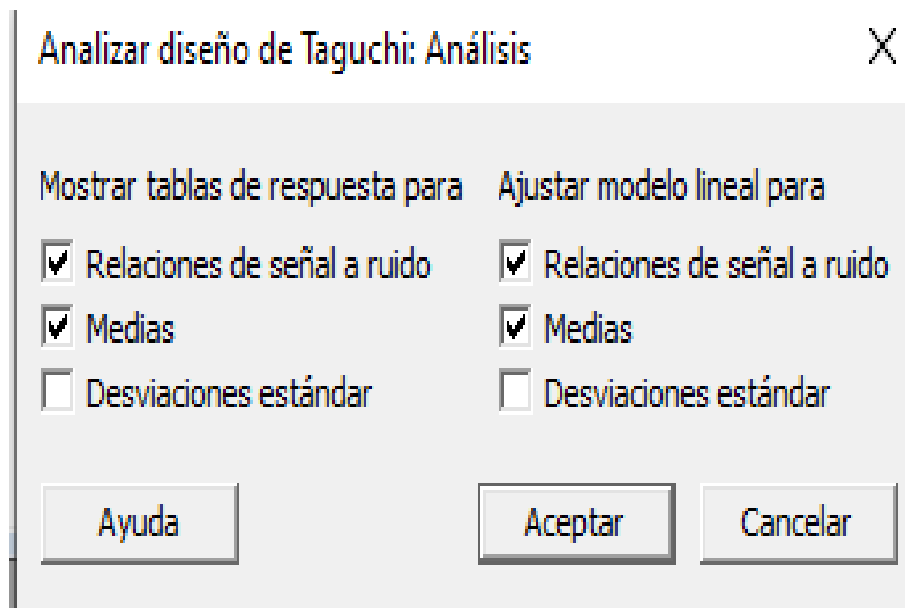 Analizar diseño de Taguchi: Análisis
Mostrar tablas de respuesta para
Relaciones de señal a ruido
Medias
Desviaciones estándar
Ajustar modelo lineal para
Relaciones de señal a ruido
Medias
Desviaciones estándar
Ayuda
Aceptar
Cancelar